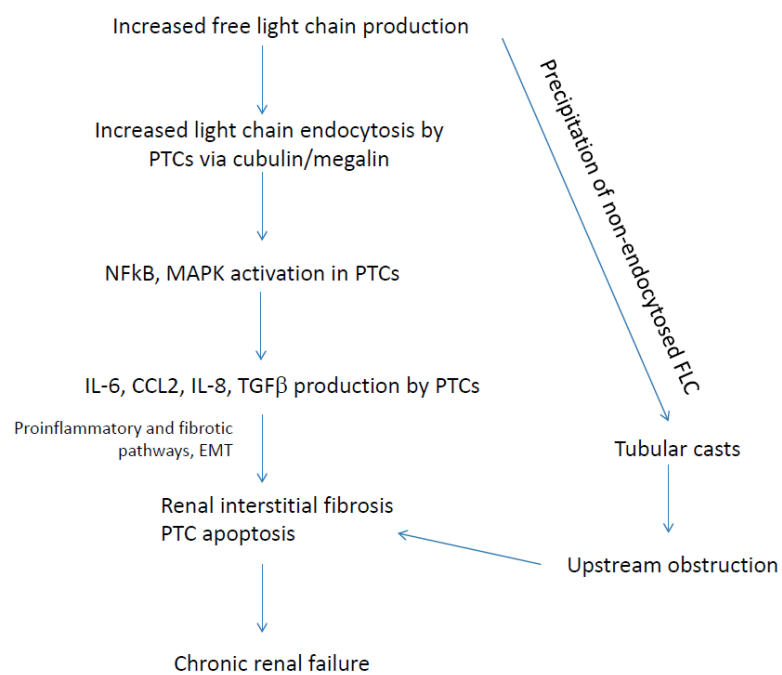 Increased free light chain production
Precipitation of non-endocytosed FLC
Increased light chain endocytosis by
PTCs via cubulin/megalin
NFkB, MAPK activation in PTCs
IL-6, CCL2, IL-8, TGFβ production by PTCs
Proinflammatory and fibrotic
pathways, EMT
Tubular casts
Renal interstitial fibrosis
PTC apoptosis
Upstream obstruction
Chronic renal failure